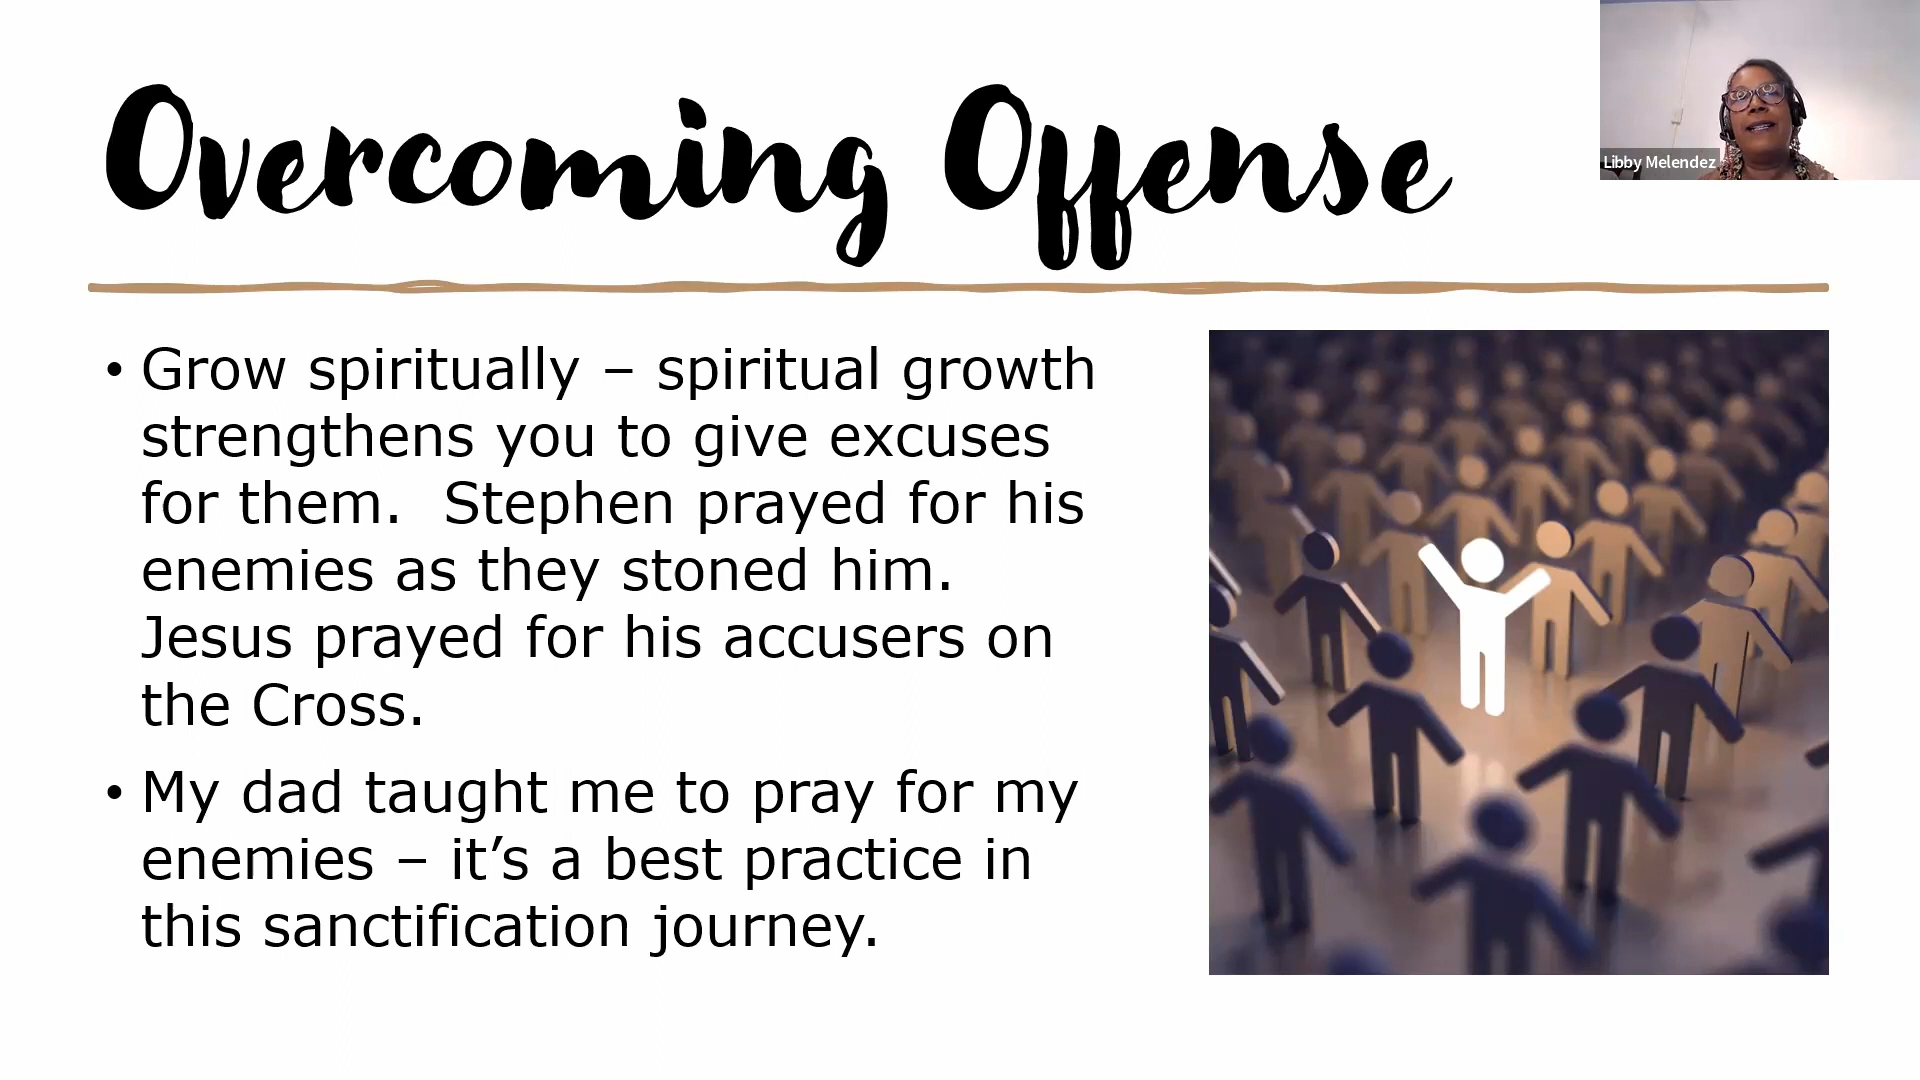 Overcoming Offense
Libby Melendez
• Grow spiritually – spiritual growth
strengthens you to give excuses
for them.  Stephen prayed for his
enemies as they stoned him.
Jesus prayed for his accusers on
the Cross.
• My dad taught me to pray for my
enemies – it’s a best practice in
this sanctification journey.